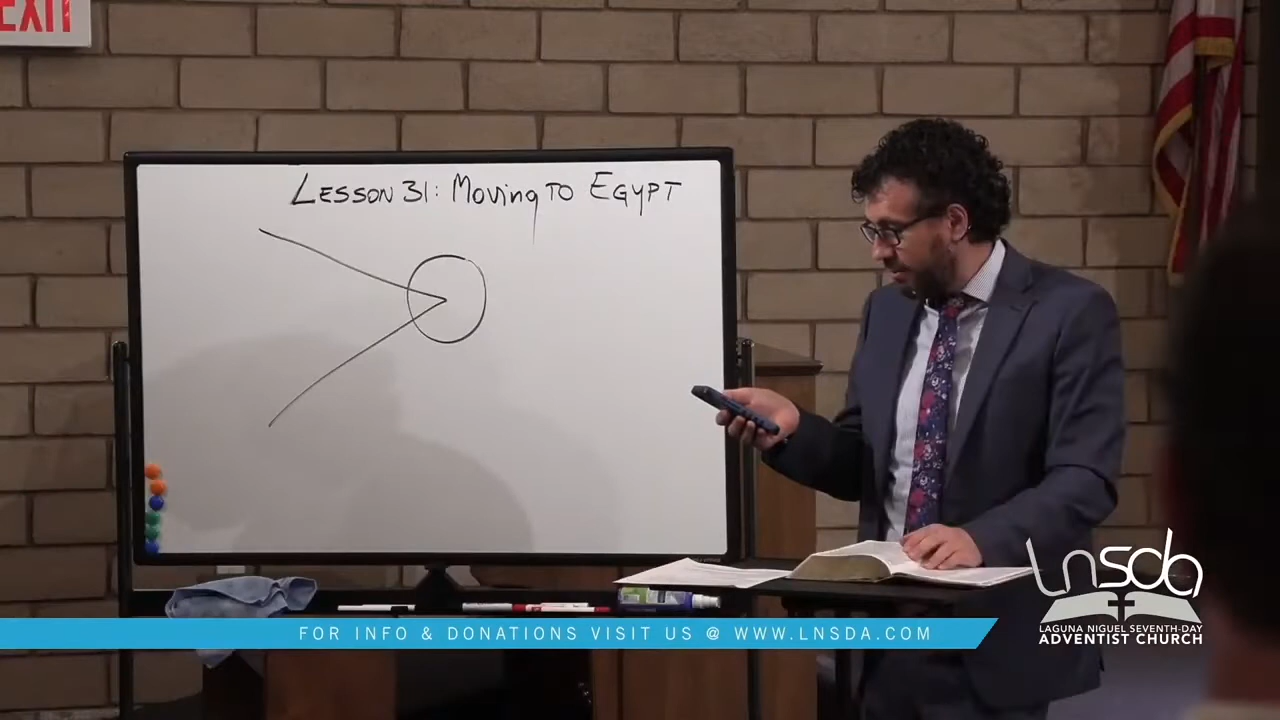 EXIT
LESSON 31: MOVING TO EGYPT
LNSDA
LAGUNA NIGUEL SEVENTH-DAY
ADVENTIST CHURCH
FOR INFO & DONATIONS VISIT US @ WWW.LNSDA.COM